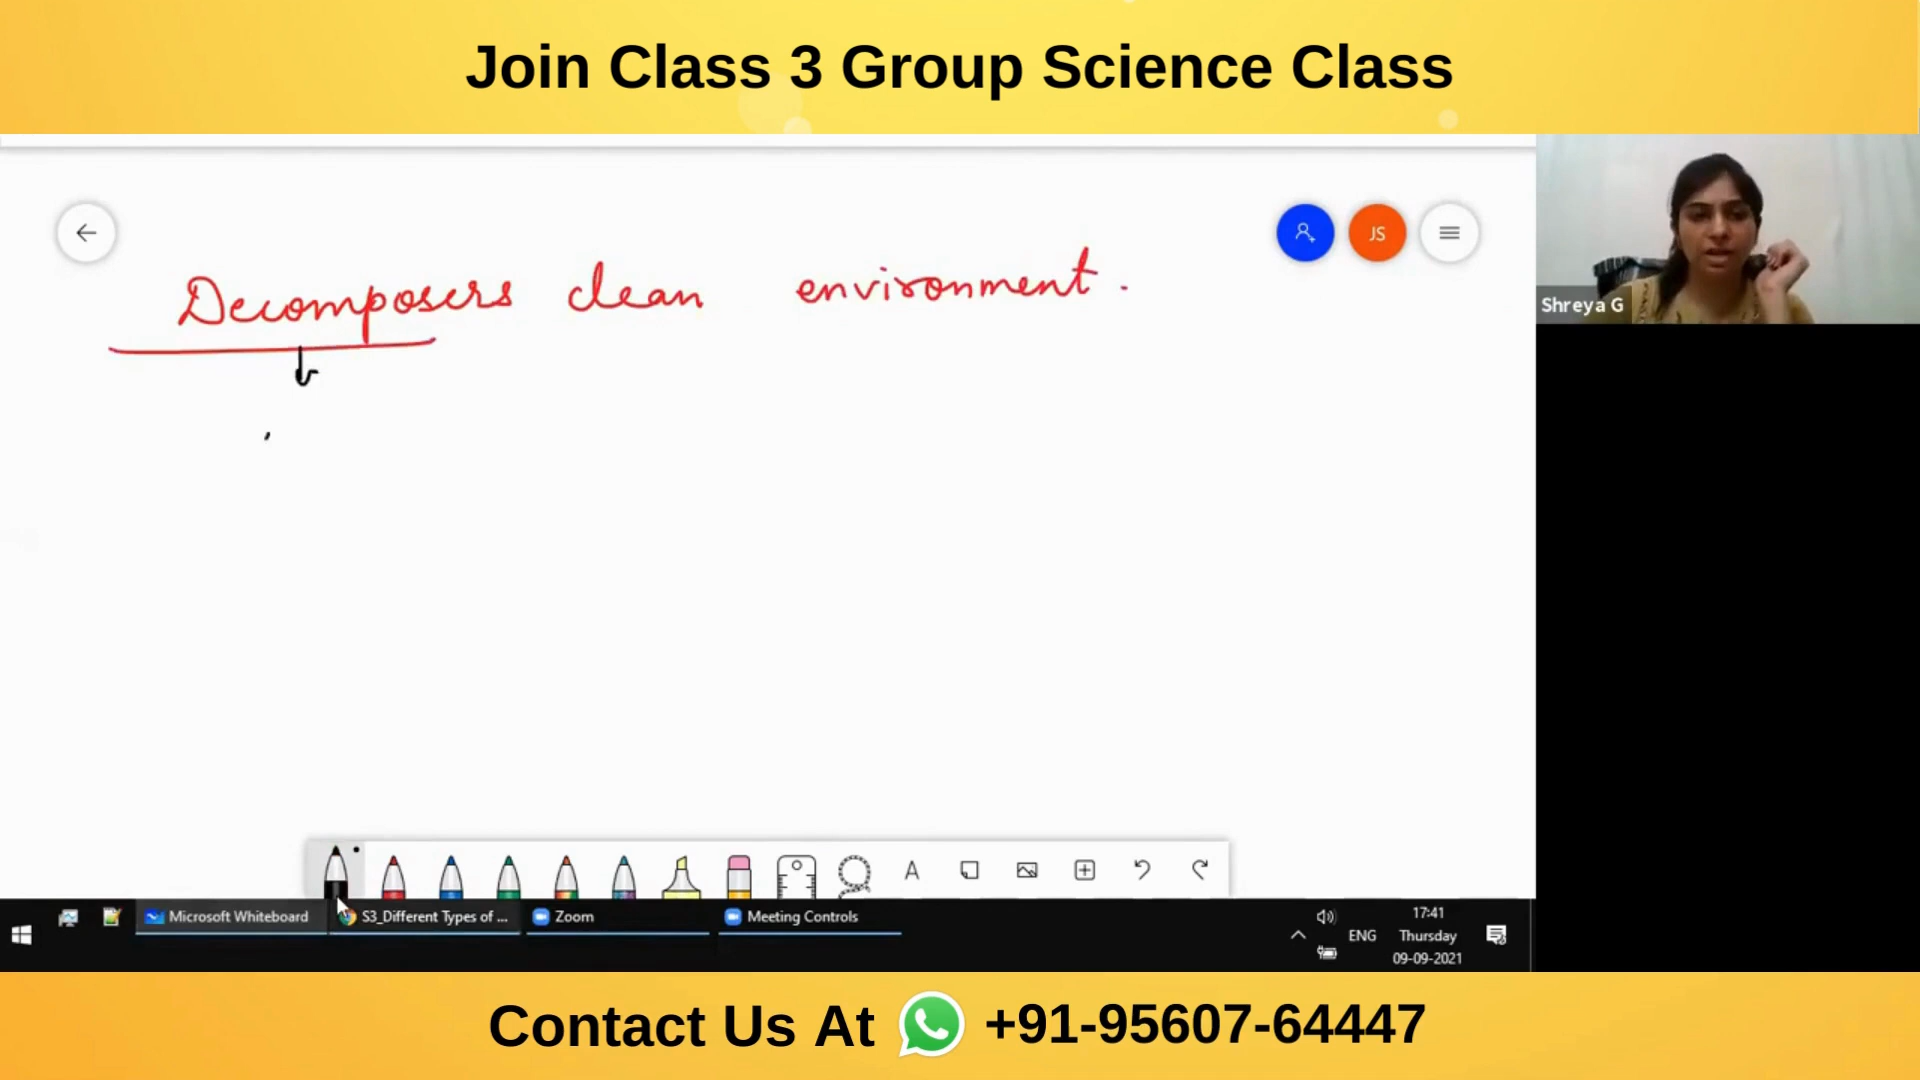 Join Class 3 Group Science Class
JS
Decomposers clean environment.
Shreya G
A
Microsoft Whiteboard
S3_Different Types of ...
Zoom
Meeting Controls
ENG
17:41
Thursday
09-09-2021
Contact Us At +91-95607-64447